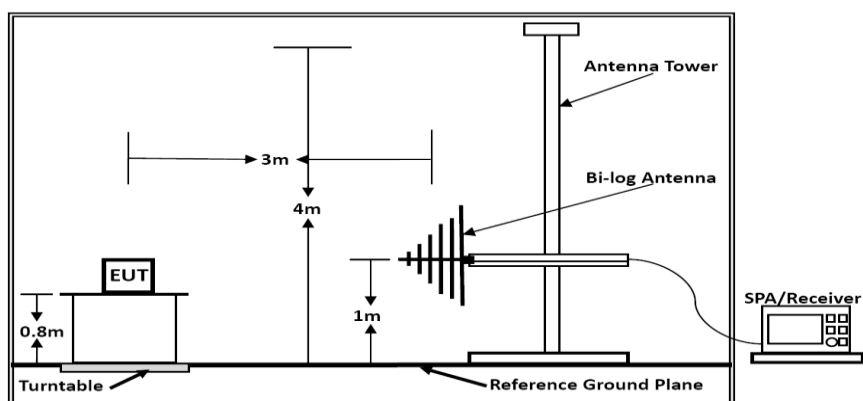 Antenna Tower
3m
Bi-log Antenna
4m
EUT
SPA/Receiver
0.8m
1m
Turntable
Reference Ground Plane